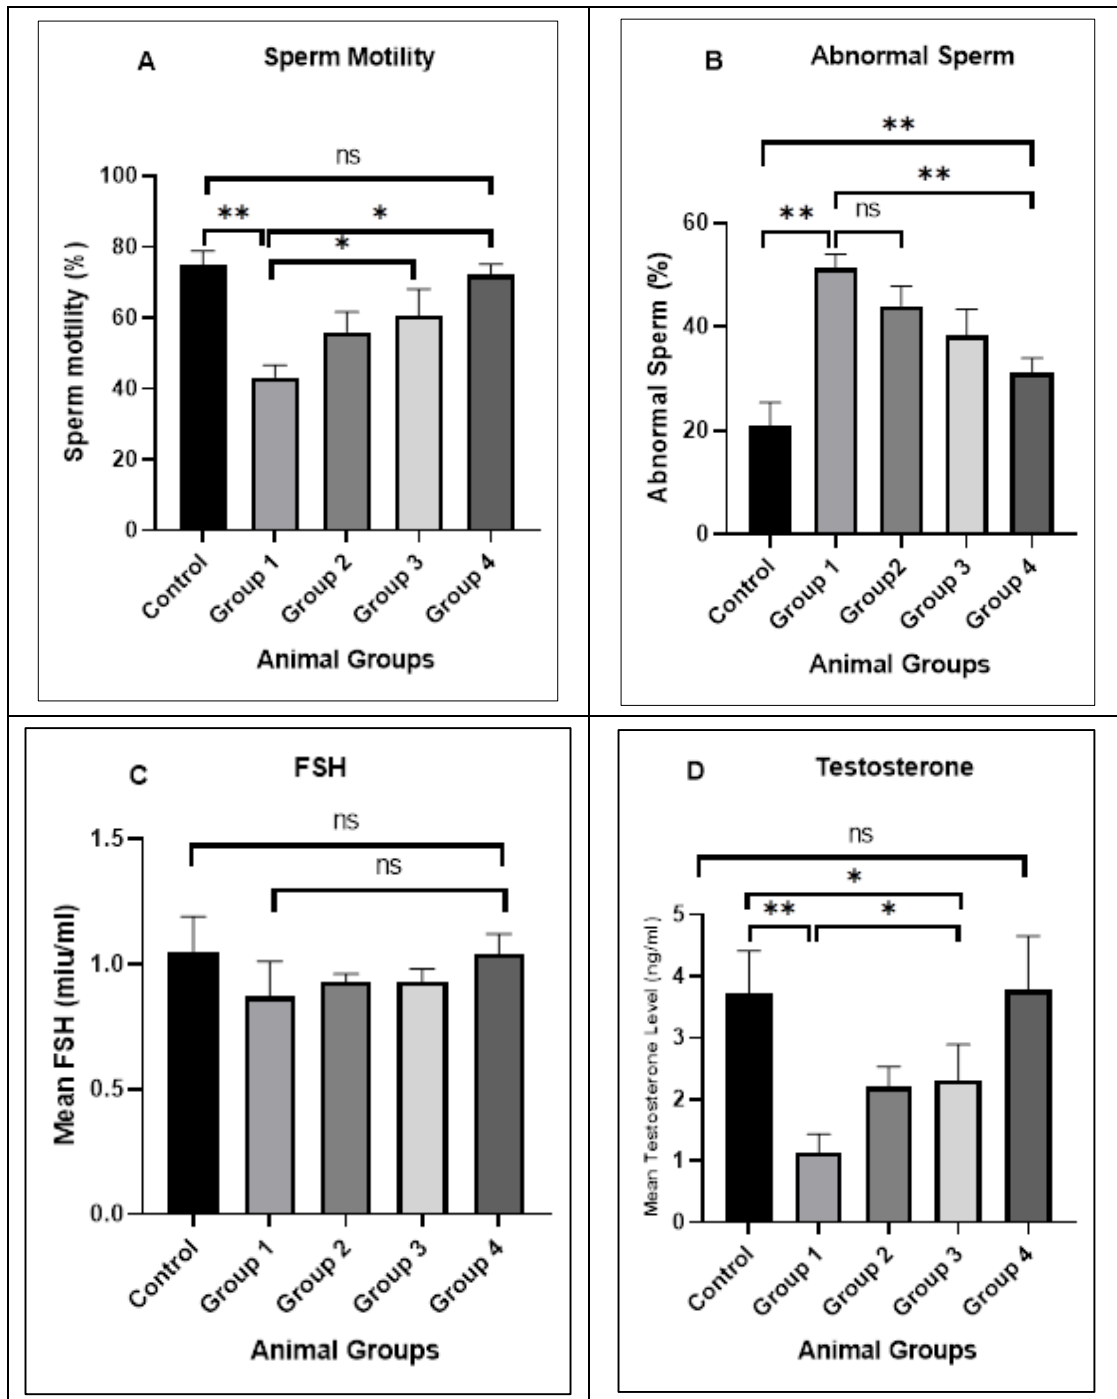 A Sperm Motility
ns
** *
*
Sperm motility (%)
100
80
60
40
20
0
Control
Group 1
Group 2
Group 3
Group 4
Animal Groups
B Abnormal Sperm
**
**
** ns
Abnormal Sperm (%)
60
40
20
0
Control
Group 1
Group2
Group 3
Group 4
Animal Groups
C FSH
ns
ns
Mean FSH (miu/ml)
1.5
1.0
0.5
0.0
Control
Group 1
Group 2
Group 3
Group 4
Animal Groups
D Testosterone
ns
*
** *
Mean Testosterone Level (ng/ml)
5
4
3
2
1
0
Control
Group 1
Group 2
Group 3
Group 4
Animal Groups